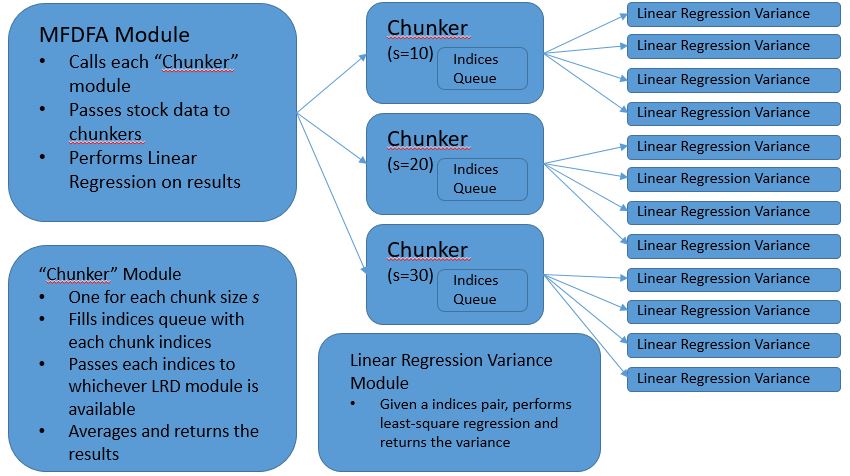 MFDFA Module
• Calls each “Chunker”
module
• Passes stock data to
chunkers
• Performs Linear
Regression on results
“Chunker” Module
• One for each chunk size s
• Fills indices queue with
each chunk indices
• Passes each indices to
whichever LRD module is
available
• Averages and returns the
results
Chunker
(s=10)
Indices
Queue
Chunker
(s=20)
Indices
Queue
Chunker
(s=30)
Indices
Queue
Linear Regression Variance
Module
• Given a indices pair, performs
least-square regression and
returns the variance
Linear Regression Variance
Linear Regression Variance
Linear Regression Variance
Linear Regression Variance
Linear Regression Variance
Linear Regression Variance
Linear Regression Variance
Linear Regression Variance
Linear Regression Variance
Linear Regression Variance
Linear Regression Variance
Linear Regression Variance